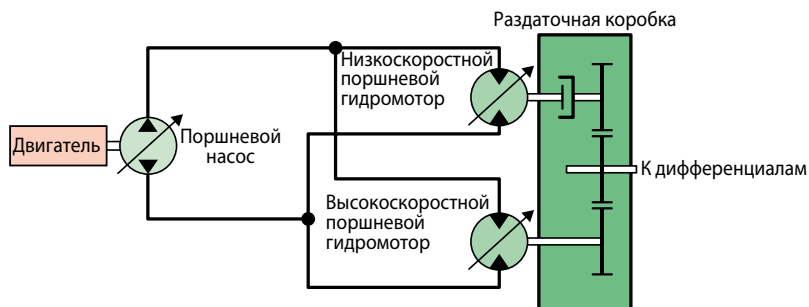 Раздаточная коробка
Низкоскоростной
поршневой
гидромотор
Двигатель
Поршневой
насос
К дифференциалам
Высокоскоростной
поршневой
гидромотор